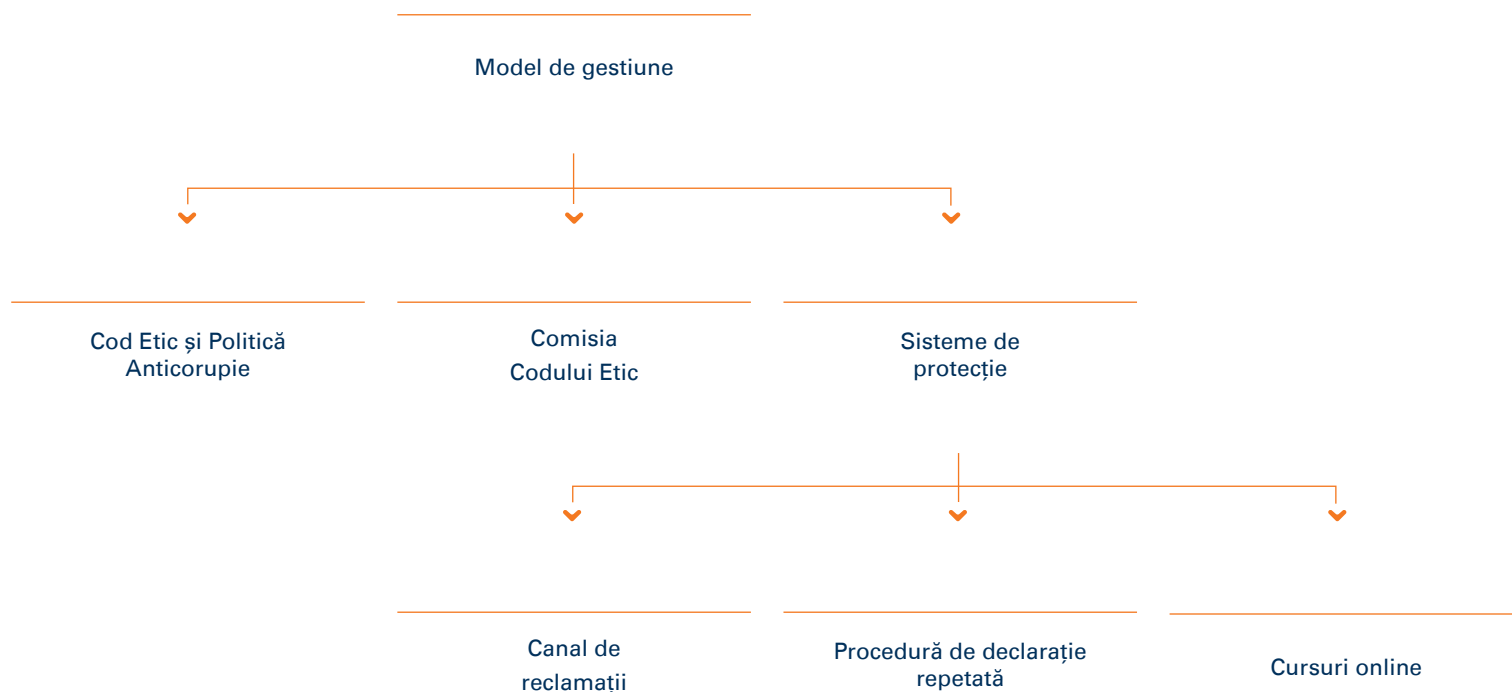 Model de gestiune
Cod Etic și Politică
Anticorupie
Comisia
Codului Etic
Sisteme de
protecție
Canal de
reclamații
Procedură de declarație
repetată
Cursuri online